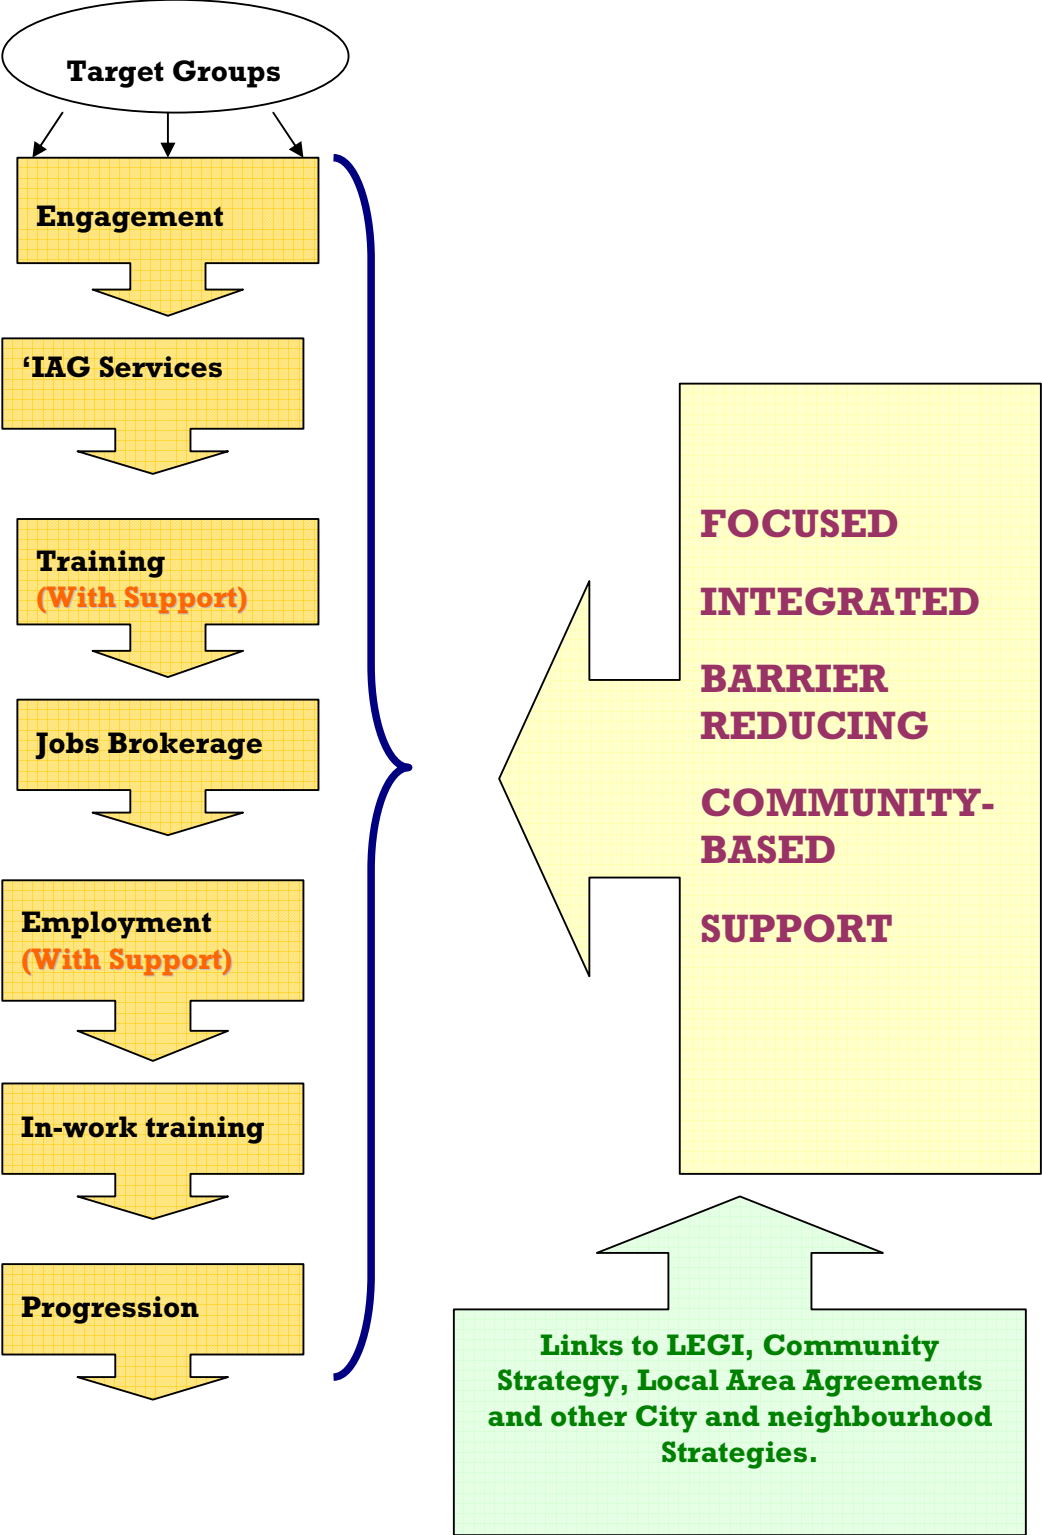 Target Groups
Engagement
‘IAG Services
Training
(With Support)
Jobs Brokerage
Employment
(With Support)
In-work training
Progression
FOCUSED
INTEGRATED
BARRIER
REDUCING
COMMUNITY-
BASED
SUPPORT
Links to LEGI, Community
Strategy, Local Area Agreements
and other City and neighbourhood
Strategies.